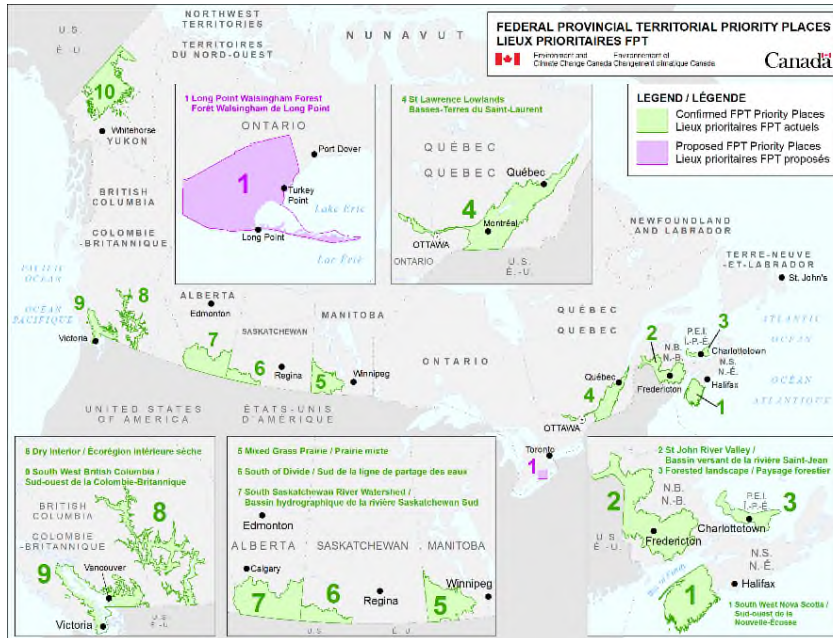 FEDERAL PROVINCIAL TERRITORIAL PRIORITY PLACES
LIEUX PRIORITAIRES FPT
Environment and
Climate Change Canada
Environnement et
Changement climatique Canada
Canada
LEGEND / LÉGENDE
Confirmed FPT Priority Places
Lieux prioritaires FPT actuels
Proposed FPT Priority Places
Lieux prioritaires FPT proposés
U.S.
É.-U.
NORTHWEST
TERRITORIES
TERRITOIRES
DU NORD-OUEST
NUNAVUT
10
Whitehorse
YUKON
BRITISH
COLUMBIA
COLOMBIE
-BRITANNIQUE
PACIFIC
OCEAN
OCÉAN
PACIFIQUE
9
8
Victoria
ALBERTA
Edmonton
SASKATCHEWAN
MANITOBA
7
6
Regina
5
Winnipeg
ONTARIO
UNITED STATES
OF AMERICA
ÉTATS-UNIS
D'AMÉRIQUE
NEWFOUNDLAND
AND LABRADOR
TERRE-NEUVE
-ET-LABRADOR
St. John's
ATLANTIC
OCEAN
OCÉAN
ATLANTIQUE
QUÉBEC
QUEBEC
2
P.E.I.
Î.-P.-É.
3
Charlottetown
N.B.
N.-B.
N.S.
N.-É.
Fredericton
Halifax
1
Québec
4
OTTAWA
Toronto
1
1 Long Point Walsingham Forest
Forêt Walsingham de Long Point
ONTARIO
Port Dover
1
Turkey
Point
Lake Erie
Long Point
Lac Érié
4 St Lawrence Lowlands
Basses-Terres du Saint-Laurent
QUÉBEC
QUEBEC
Québec
4
Montréal
OTTAWA
ONTARIO
U.S.
É.-U.
8 Dry Interior / Écorégion intérieure sèche
9 South West British Columbia /
Sud-ouest de la Colombie-Britannique
BRITISH
COLUMBIA
8
COLOMBIE
-BRITANNIQUE
9
Vancouver
Victoria
U.S.
É.-U.
5 Mixed Grass Prairie / Prairie mixte
6 South of Divide / Sud de la ligne de partage des eaux
7 South Saskatchewan River Watershed /
Bassin hydrographique de la rivière Saskatchewan Sud
Edmonton
ALBERTA
SASKATCHEWAN
MANITOBA
Calgary
7
6
Regina
5
Winnipeg
U.S.
É.U.
2 St John River Valley /
Bassin versant de la rivière Saint-Jean
3 Forested landscape / Paysage forestier
2
N.B.
N.-B.
P.E.I.
Î.-P.-É.
3
Charlottetown
U.S.
É.-U.
Fredericton
N.S.
N.-É.
Halifax
1
1 South West Nova Scotia /
Sud-ouest de la
Nouvelle-Écosse